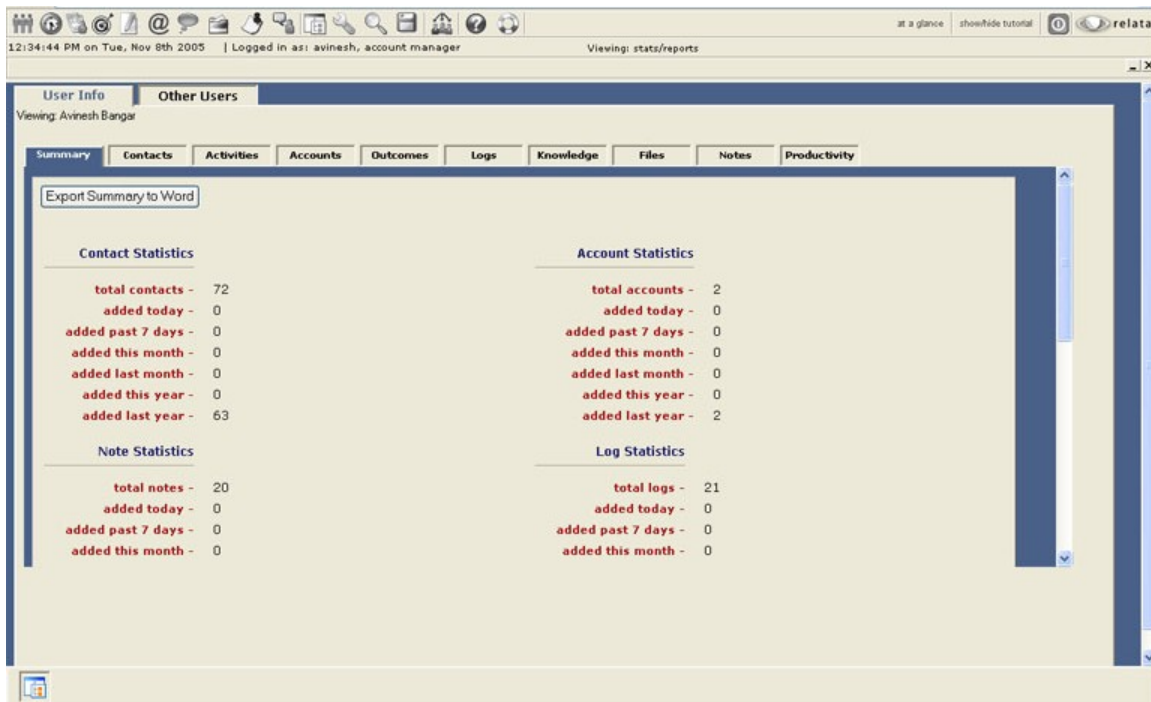 at a glance show/hide tutorial relata
12:34:44 PM on Tue, Nov 8th 2005 | Logged in as: avinesh, account manager Viewing: stats/reports
User Info Other Users
Viewing: Avinesh Bangar
Summary Contacts Activities Accounts Outcomes Logs Knowledge Files Notes Productivity
Export Summary to Word
Contact Statistics
total contacts - 72
added today - 0
added past 7 days - 0
added this month - 0
added last month - 0
added this year - 0
added last year - 63
Account Statistics
total accounts - 2
added today - 0
added past 7 days - 0
added this month - 0
added last month - 0
added this year - 0
added last year - 2
Note Statistics
total notes - 20
added today - 0
added past 7 days - 0
added this month - 0
Log Statistics
total logs - 21
added today - 0
added past 7 days - 0
added this month - 0